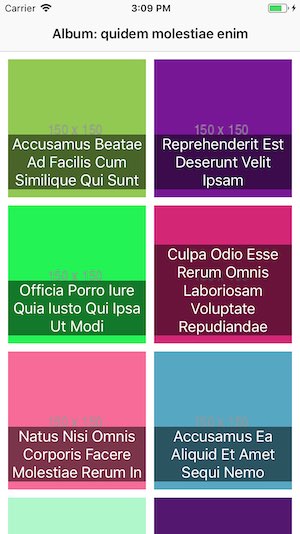 Carrier 3:09 PM
Album: quidem molestiae enim
150 x 150
Accusamus Beatae
Ad Facilis Cum
Similique Qui Sunt
150 x 150
Reprehenderit Est
Deserunt Velit
Ipsam
150 x 150
Officia Porro Iure
Quia Iusto Qui Ipsa
Ut Modi
Culpa Odio Esse
Rerum Omnis
Laboriosam
Voluptate
Repudiandae
150 x 150
Natus Nisi Omnis
Corporis Facere
Molestiae Rerum In
150 x 150
Accusamus Ea
Aliquid Et Amet
Sequi Nemo